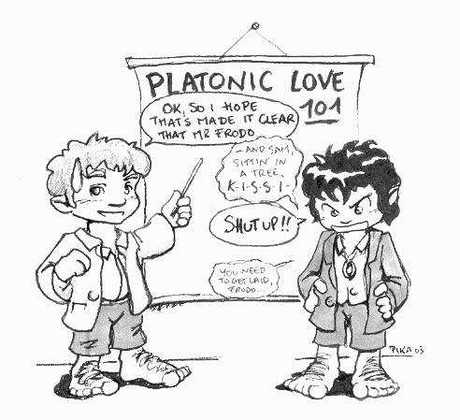 PLATONIC LOVE
101
OK, SO I HOPE
THAT'S MADE IT CLEAR
THAT MR FRODO
- AND SAM,
SITTIN' IN
A TREE,
K-I-S-S-I-
SHUT UP!!
YOU NEED
TO GET LAID,
FRODO.
PIKA 03